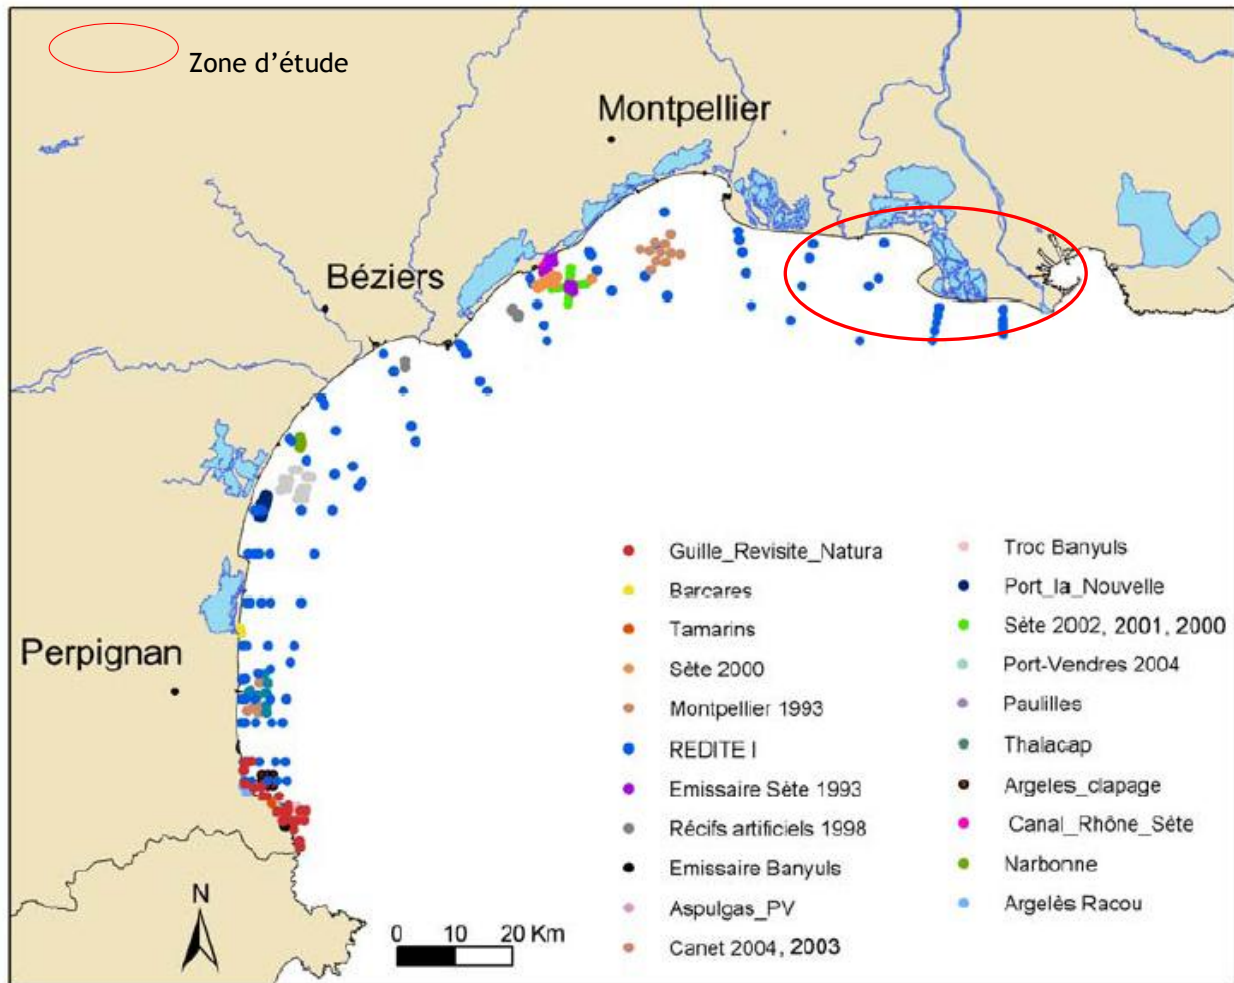 Zone d'étude
Montpellier
Béziers
Perpignan
Guille_Revisite_Natura
Barcares
Tamarins
Sète 2000
Montpellier 1993
REDITE I
Emissaire Sète 1993
Récifs artificiels 1998
Emissaire Banyuls
Aspulgas_PV
Canet 2004, 2003
Troc Banyuls
Port_la_Nouvelle
Sète 2002, 2001, 2000
Port-Vendres 2004
Paulilles
Thalacap
Argeles_clapage
Canal_Rhône_Sète
Narbonne
Argelès Racou
N
0 10 20 Km